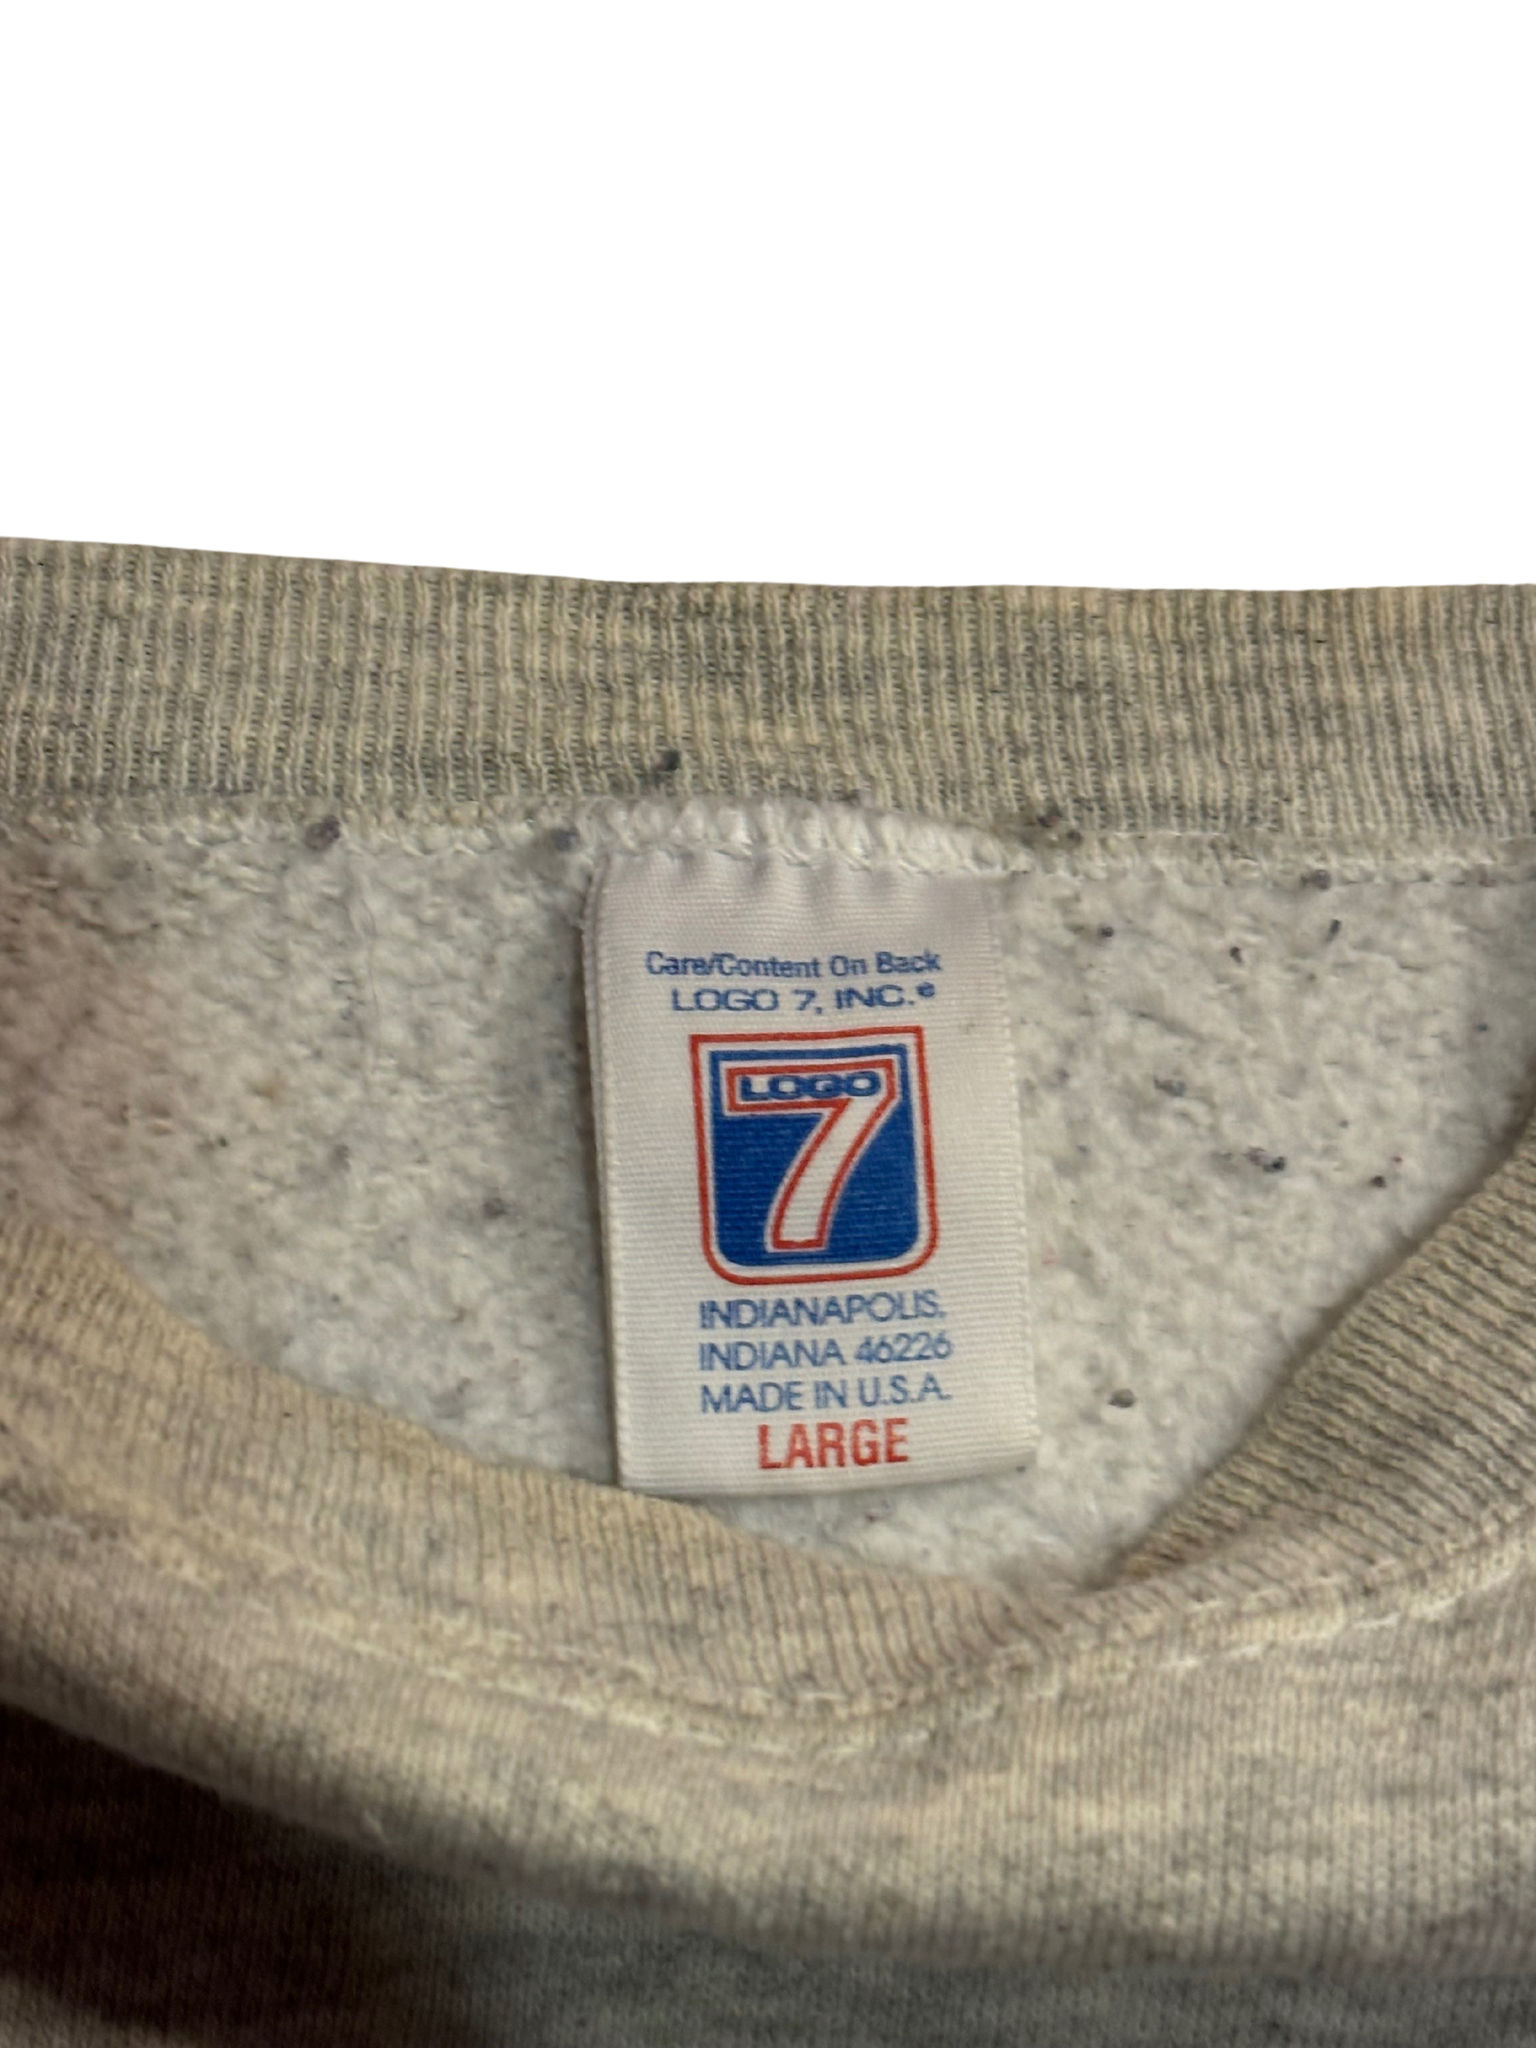 Care/Content On Back
LOGO 7, INC.®
LOGO
7
INDIANAPOLIS,
INDIANA 46226
MADE IN U.S.A.
LARGE